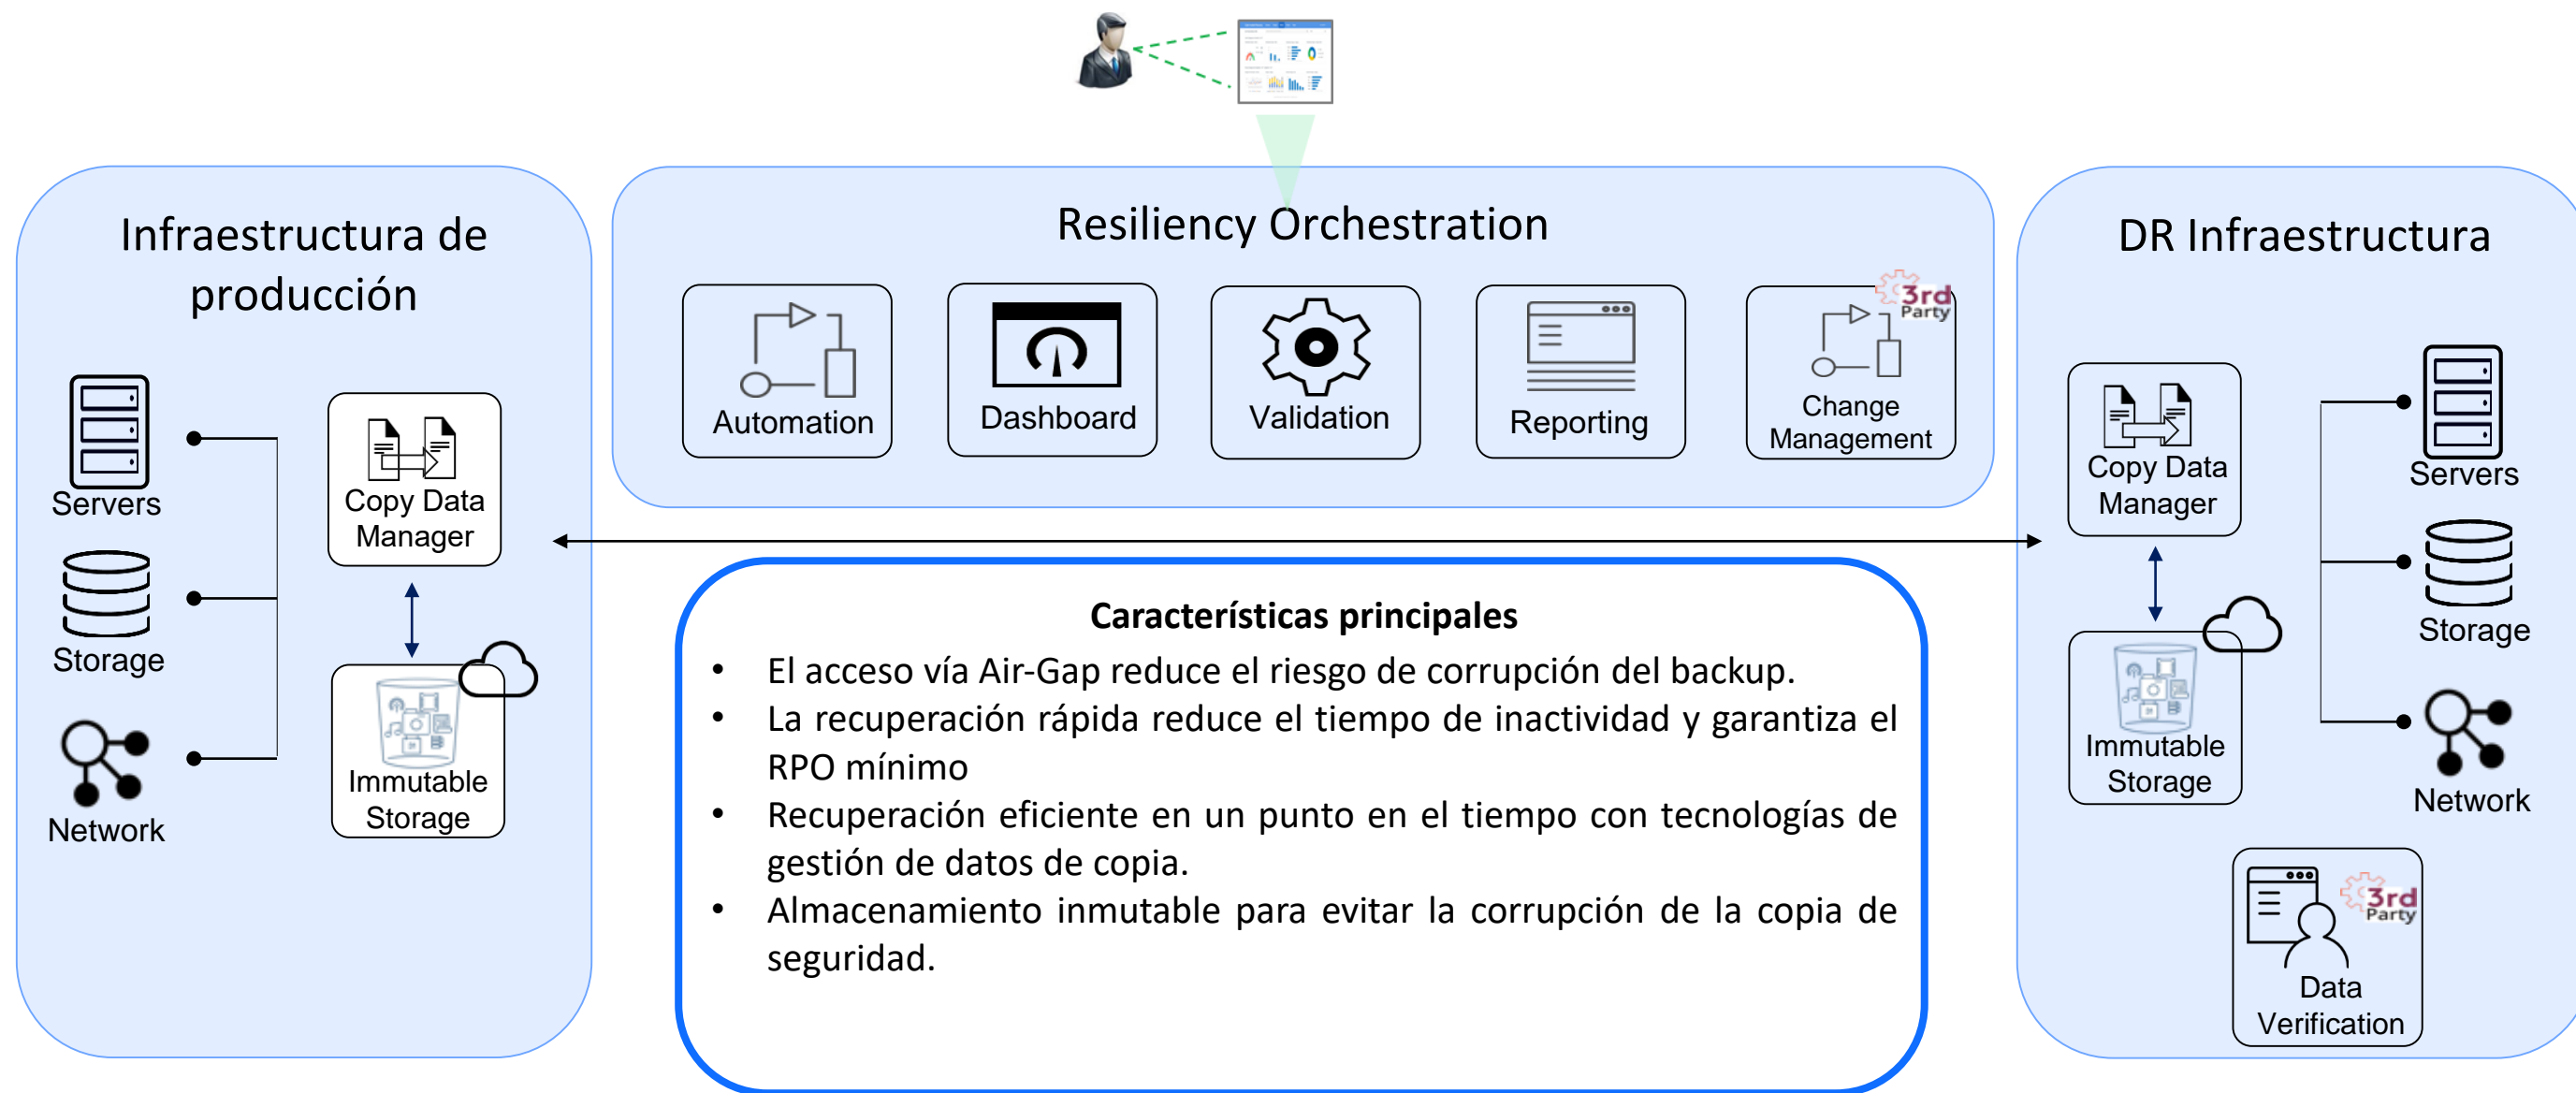 Infraestructura de
producción
Servers
Storage
Network
Copy Data
Manager
Immutable
Storage
Resiliency Orchestration
Automation
Dashboard
Validation
Reporting
3rd
Party
Change
Management
Características principales
• El acceso vía Air-Gap reduce el riesgo de corrupción del backup.
• La recuperación rápida reduce el tiempo de inactividad y garantiza el
RPO mínimo
• Recuperación eficiente en un punto en el tiempo con tecnologías de
gestión de datos de copia.
• Almacenamiento inmutable para evitar la corrupción de la copia de
seguridad.
DR Infraestructura
Copy Data
Manager
Immutable
Storage
Servers
Storage
Network
3rd
Party
Data
Verification